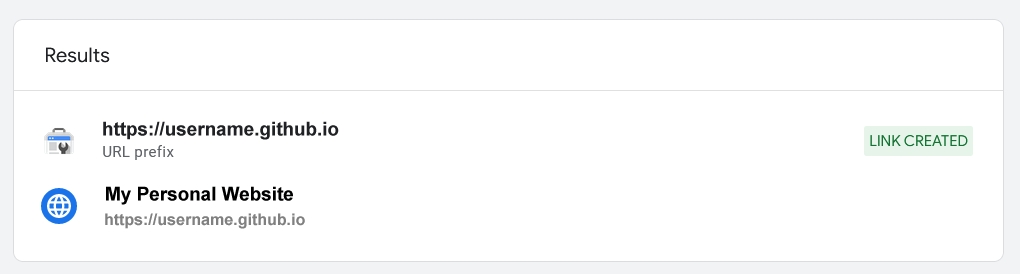 Results
https://username.github.io
URL prefix
LINK CREATED
My Personal Website
https://username.github.io